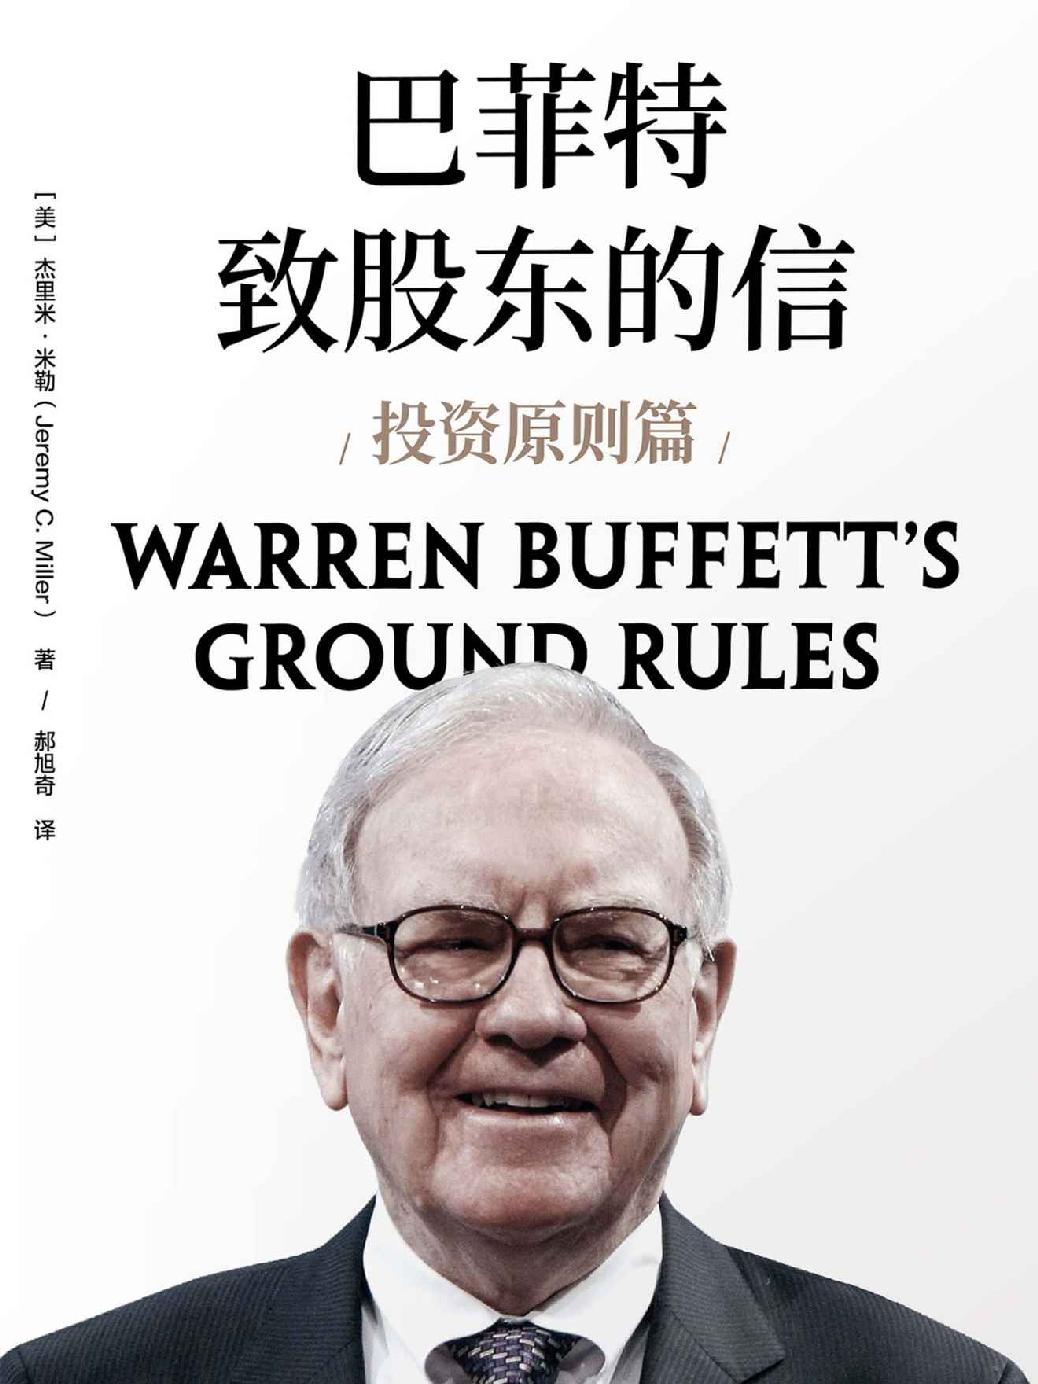 巴菲特
致股东的信
/ 投资原则篇 /
WARREN BUFFETT’S
GROUND RULES
[美] 杰里米·米勒（Jeremy C. Miller） 著 / 郝旭奇 译